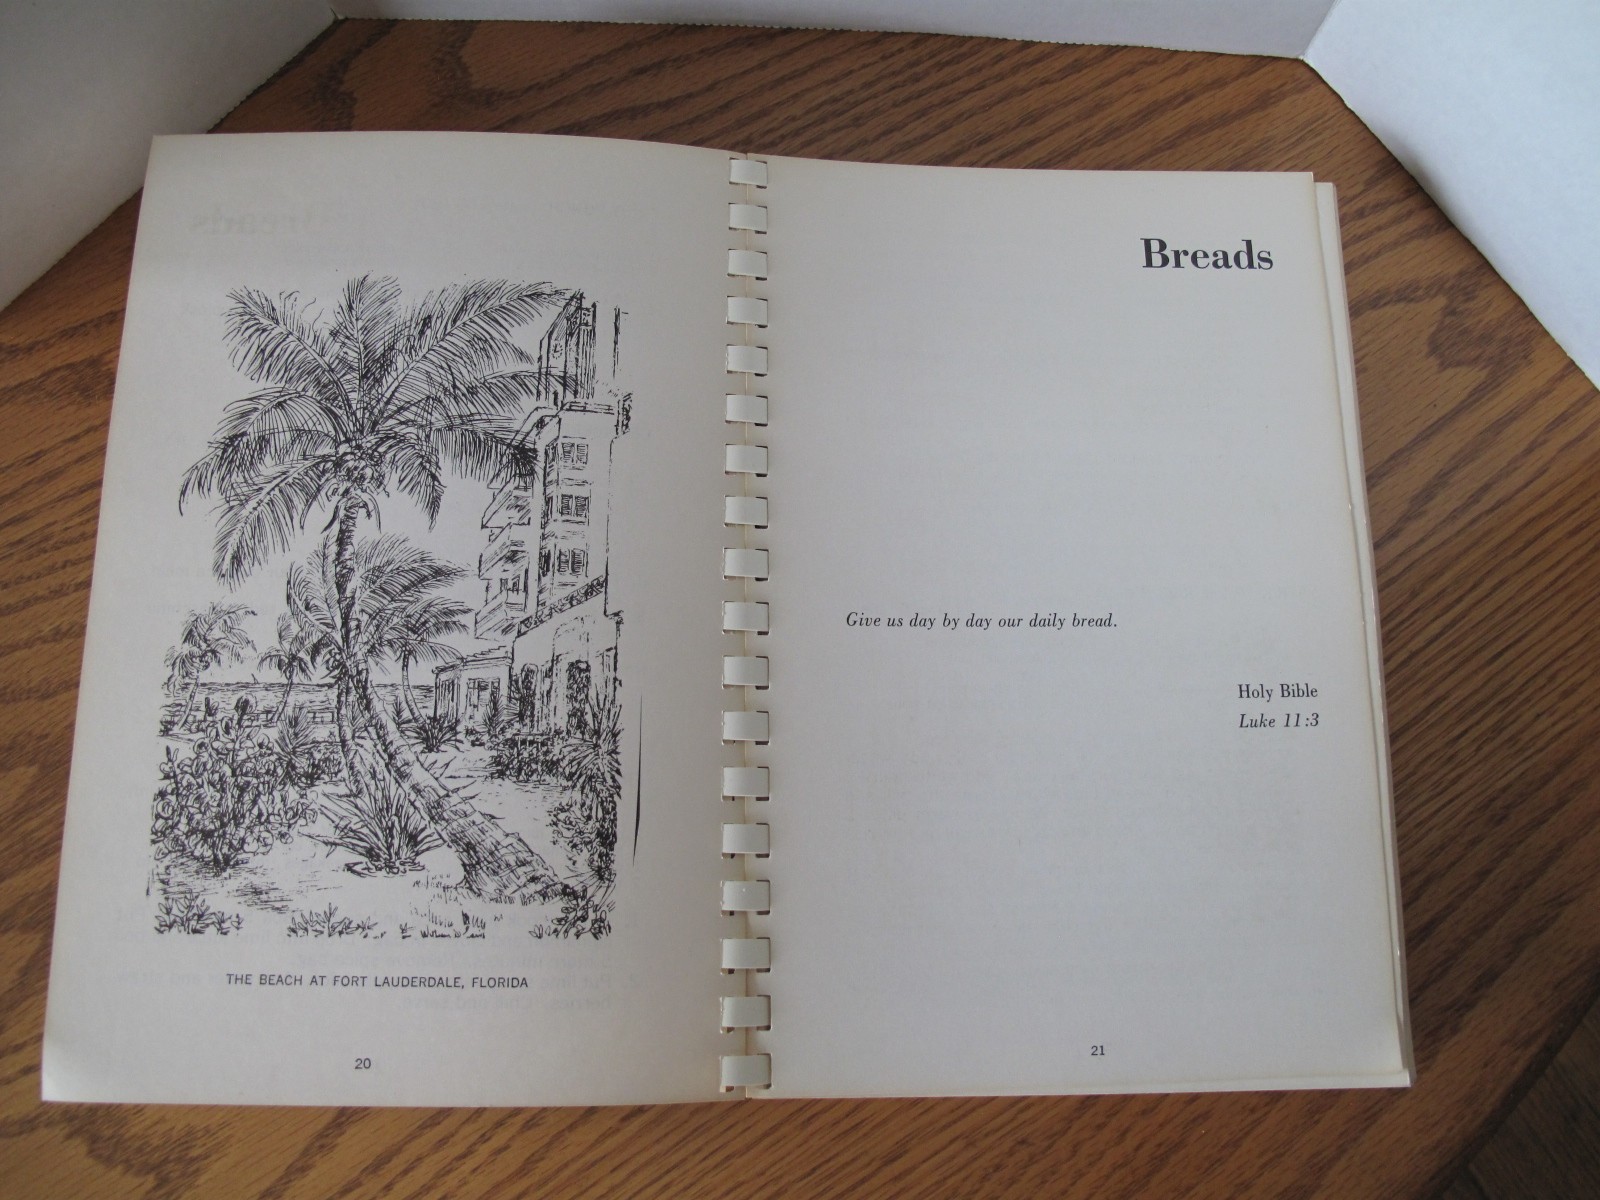 THE BEACH AT FORT LAUDERDALE, FLORIDA
20
Breads
Give us day by day our daily bread.
Holy Bible
Luke 11:3
21